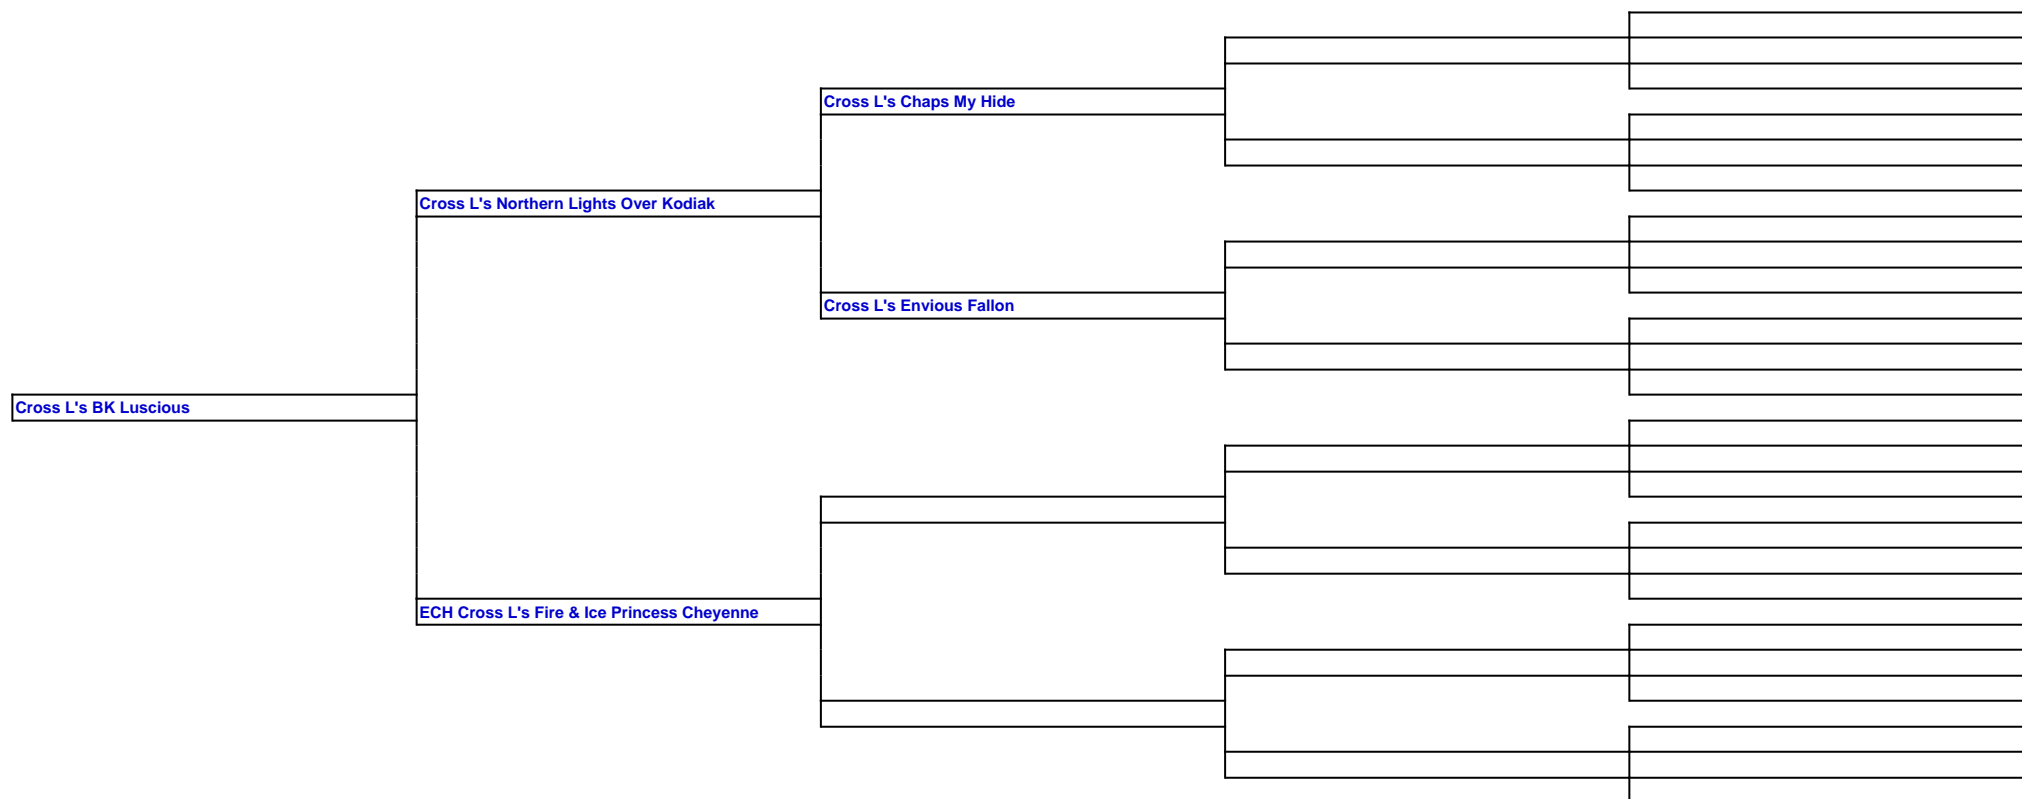 Cross L's Chaps My Hide
Cross L's Northern Lights Over Kodiak
Cross L's Envious Fallon
Cross L's BK Luscious
ECH Cross L's Fire & Ice Princess Cheyenne